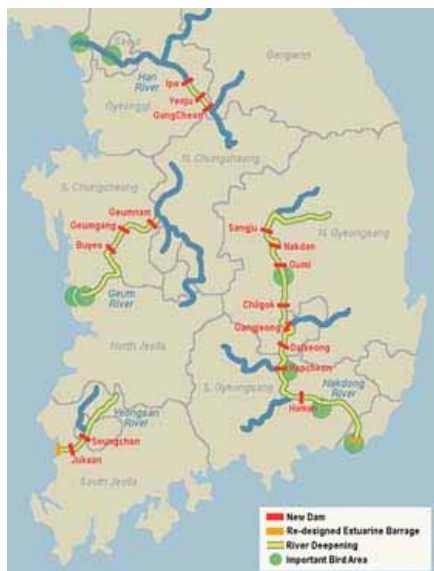 Seoul
Gangwon
Han
River
Ipo
Yeoju
Gyeonggi
GangCheon
N. Chungcheong
S. Chungcheong
Geumnam
Geumgang
Buyeo
Sangju
N. Gyeongsang
Nakdan
Gumi
Geum
River
Chilgok
Gangjeong
North Jeolla
Dalseong
Hapcheon
S. Gyeongsang
Nakdong
River
Haman
Yeongsan
River
Seungchon
Juksan
South Jeolla
New Dam
Re-designed Estuarine Barrage
River Deepening
Important Bird Area